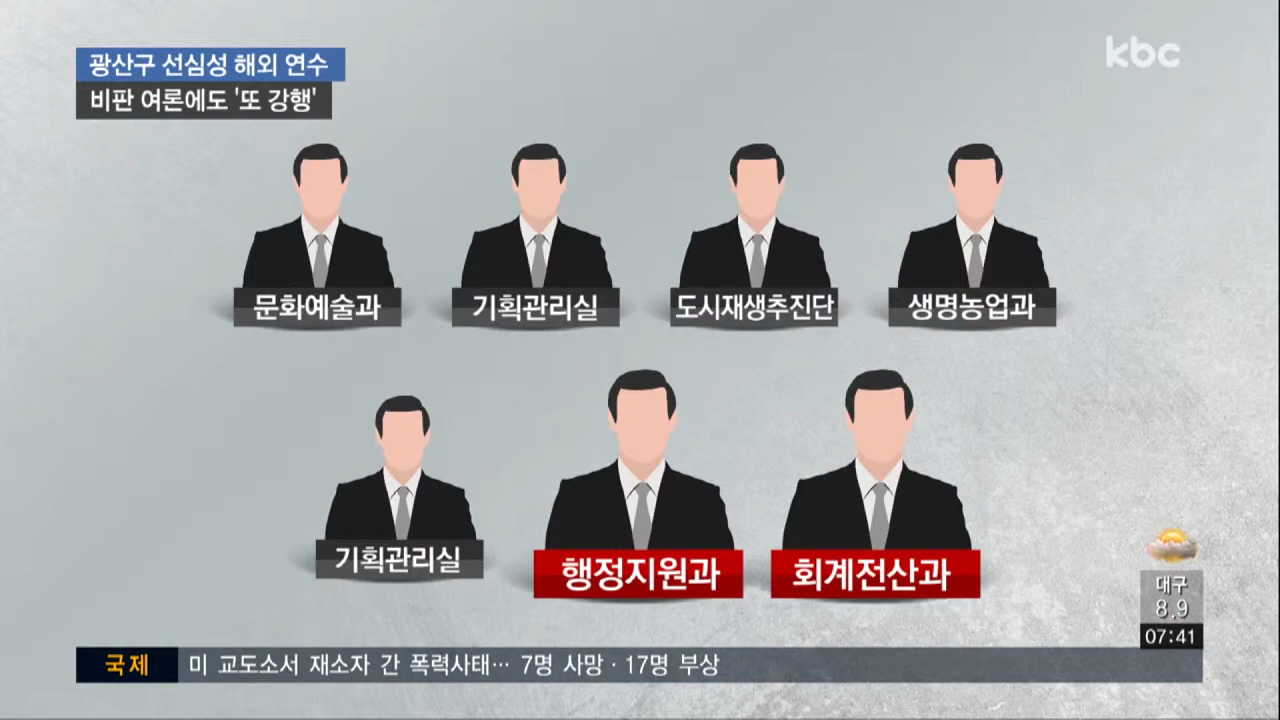 광산구 선심성 해외 연수
비판 여론에도 '또 강행'
kbc
문화예술과
기획관리실
도시재생추진단
생명농업과
기획관리실
행정지원과
회계전산과
대구
8.9
07:41
국제 미 교도소서 재소자 간 폭력사태… 7명 사망·17명 부상